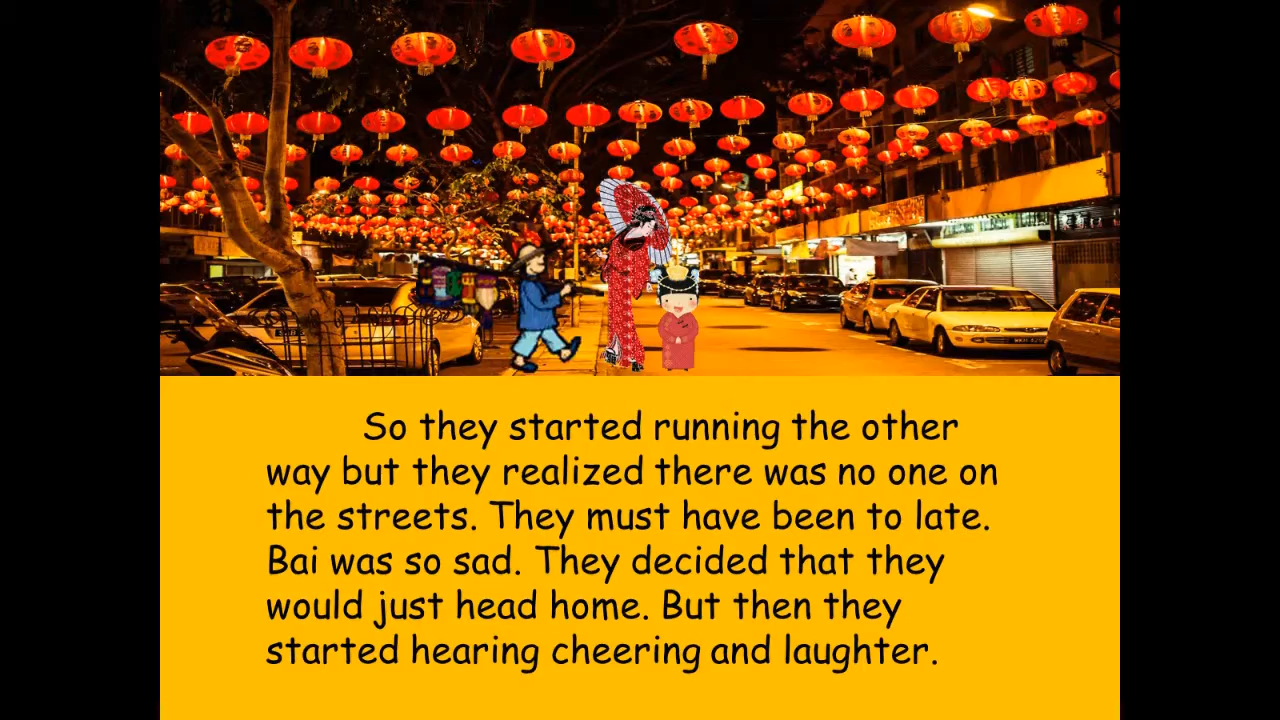 So they started running the other
way but they realized there was no one on
the streets. They must have been to late.
Bai was so sad. They decided that they
would just head home. But then they
started hearing cheering and laughter.